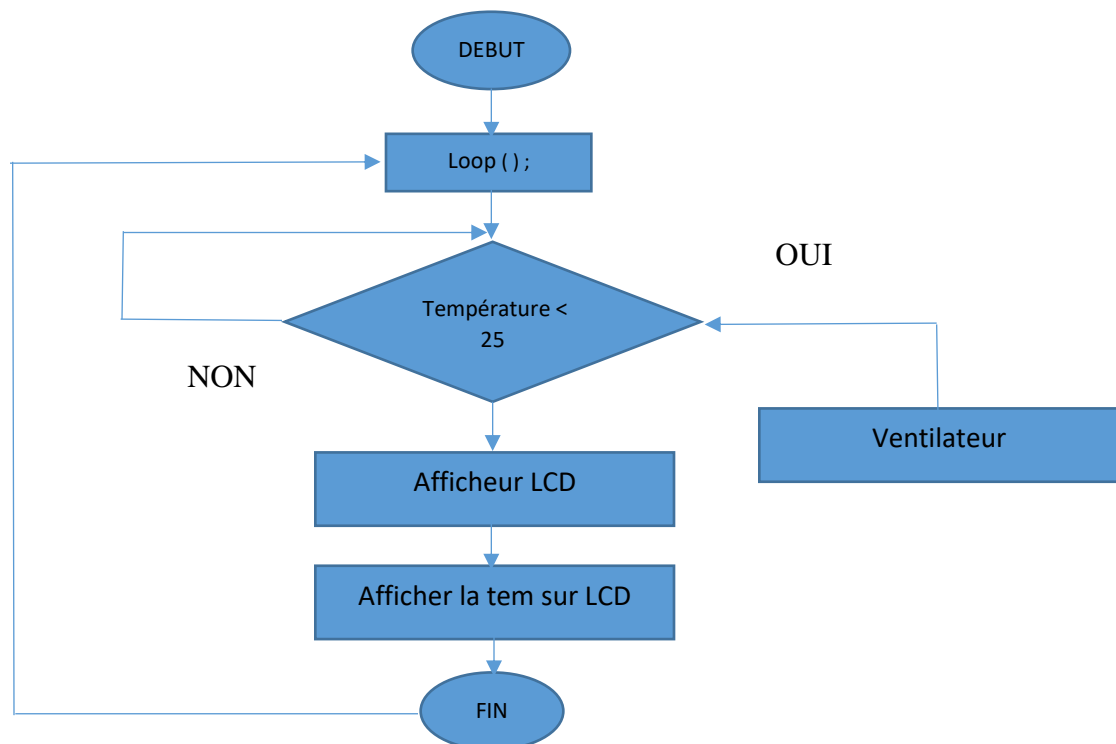 DEBUT
Loop ( ) ;
OUI
Température <
25
NON
Ventilateur
Afficheur LCD
Afficher la tem sur LCD
FIN